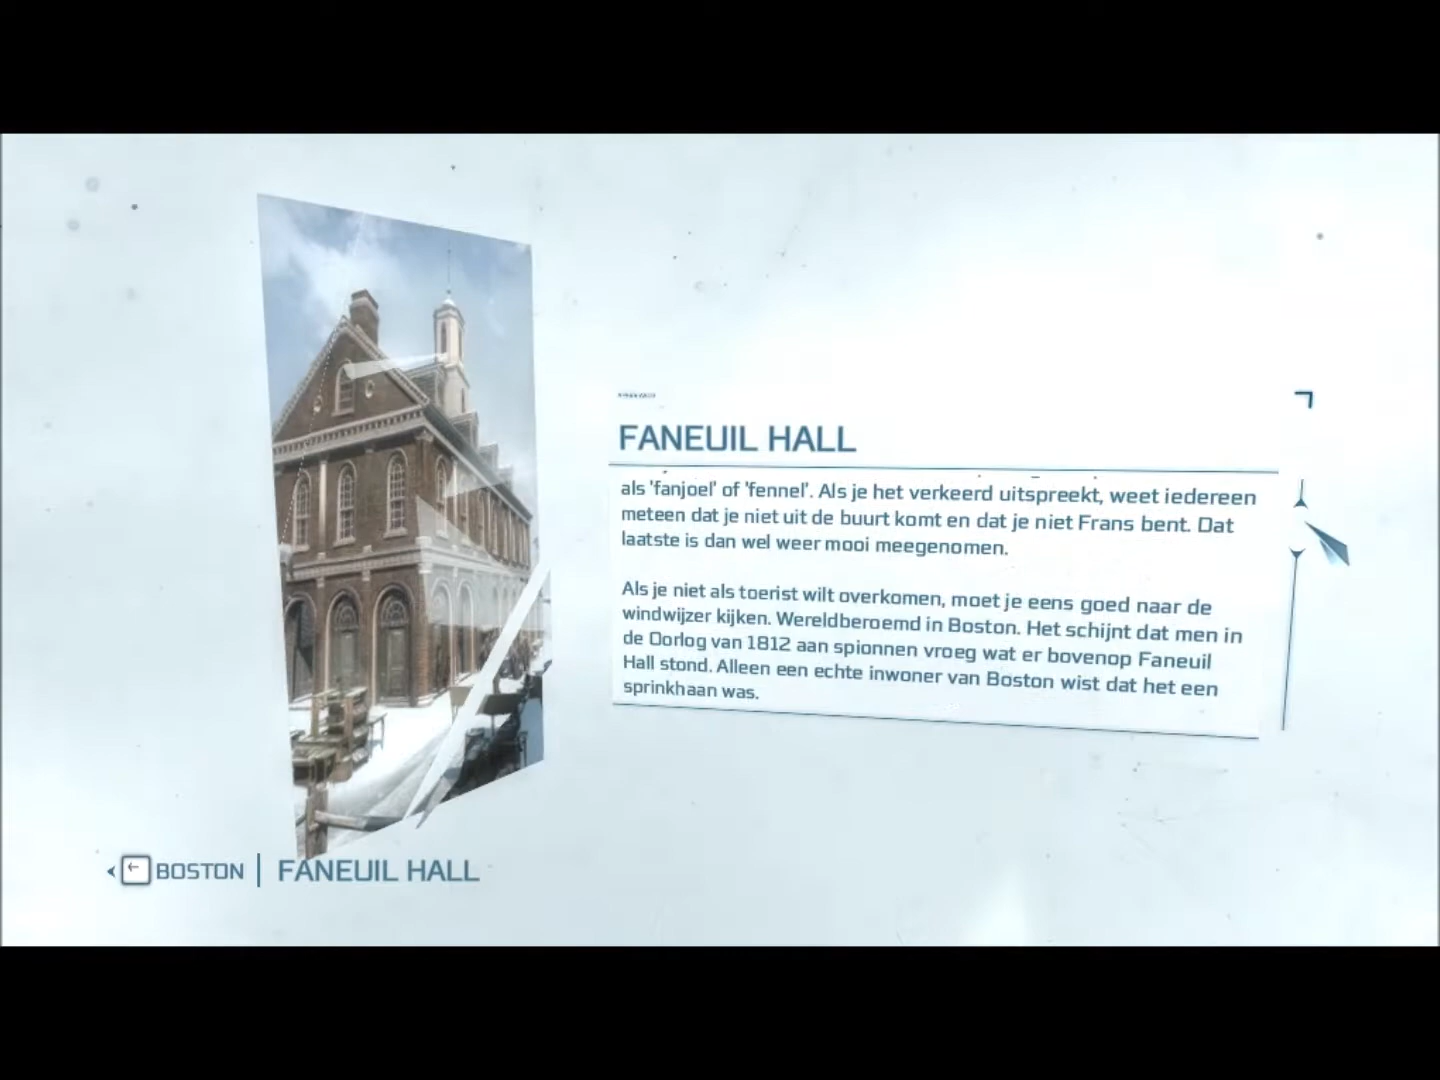 FANEUIL HALL
als 'fanjoel' of 'fennel'. Als je het verkeerd uitspreekt, weet iedereen
meteen dat je niet uit de buurt komt en dat je niet Frans bent. Dat
laatste is dan wel weer mooi meegenomen.
Als je niet als toerist wilt overkomen, moet je eens goed naar de
windwijzer kijken. Wereldberoemd in Boston. Het schijnt dat men in
de Oorlog van 1812 aan spionnen vroeg wat er bovenop Faneuil
Hall stond. Alleen een echte inwoner van Boston wist dat het een
sprinkhaan was.
BOSTON | FANEUIL HALL